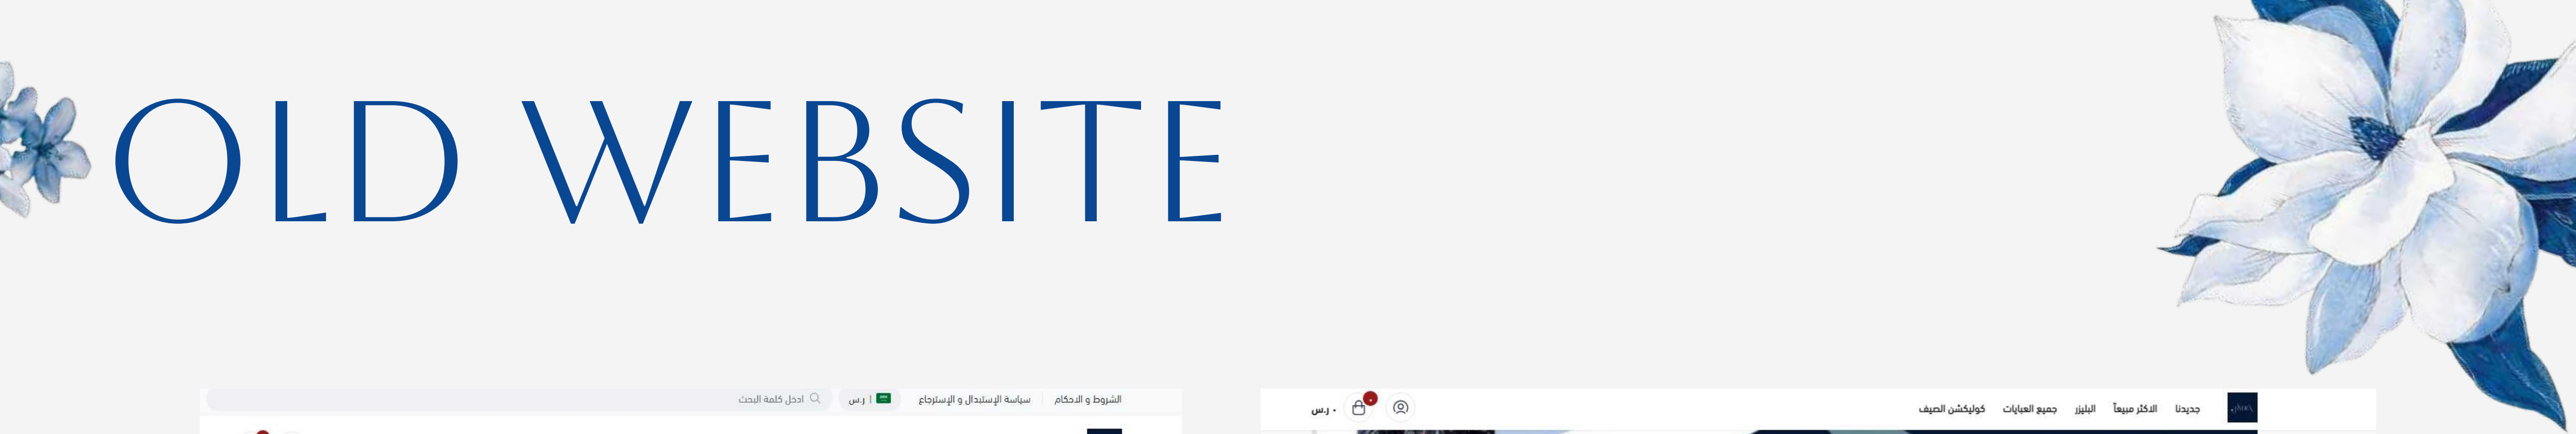 OLD WEBSITE
الشروط و الاحكام
سياسة الإستبدال و الإسترجاع
ر.س |
ادخل كلمة البحث
جديدنا
الاكثر مبيعاً
البليزر
جميع العبايات
كوليكشن الصيف
٠ ر.س